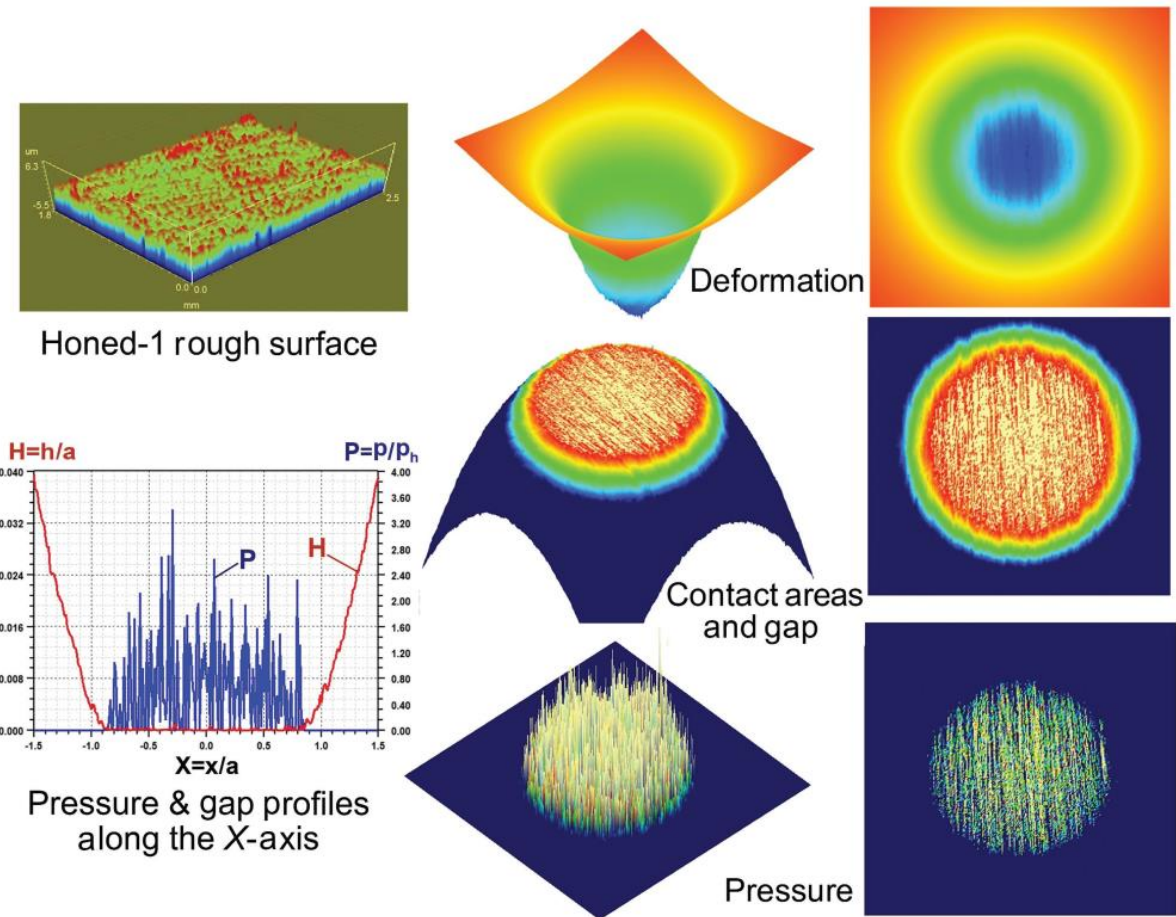 um
6.3
-5.5
1.8
2.5
0.0
0.0
mm
Honed-1 rough surface
Deformation
H=h/a
P=p/pₕ
0.040
4.00
3.60
0.032
3.20
2.80
H
P
0.024
2.40
2.00
0.016
1.60
1.20
0.008
0.80
0.40
0.000
0.00
-1.5 -1.0 -0.5 0.0 0.5 1.0 1.5
X=x/a
Pressure & gap profiles
along the X-axis
Contact areas
and gap
Pressure